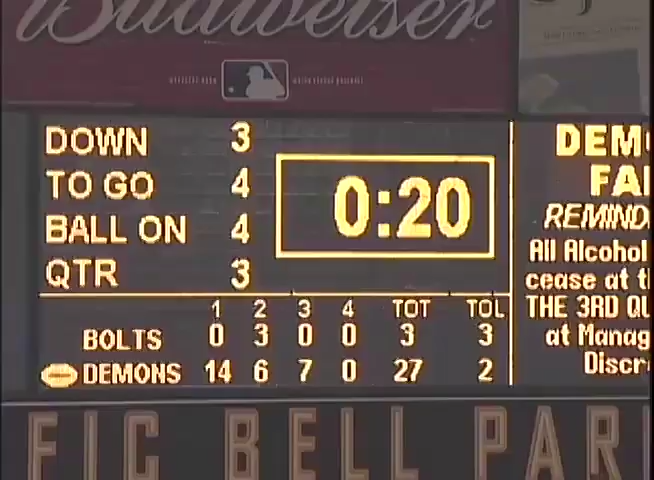 Budweiser
DOWN 3
TO GO 4
BALL ON 4
QTR 3
0:20
1 2 3 4 TOT TOL
BOLTS 0 3 0 0 3 3
DEMONS 14 6 7 0 27 2
DEM
FA
REMIND
All Alcohol
cease at t
THE 3RD QU
at Manag
Discr
FIC BELL PAR